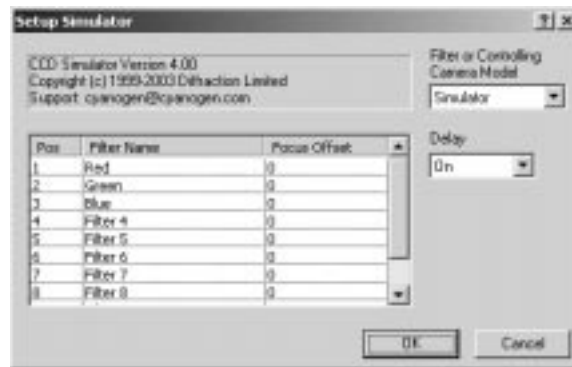 Setup Simulator
CCD Simulator Version 4.00
Copyright (c) 1999-2003 Diffraction Limited
Support: cyanogen@cyanogen.com
Filter or Controlling
Camera Model
Simulator
Delay
On
Pos Filter Name Focus Offset
1 Red 0
2 Green 0
3 Blue 0
4 Filter 4 0
5 Filter 5 0
6 Filter 6 0
7 Filter 7 0
8 Filter 8 0
OK Cancel